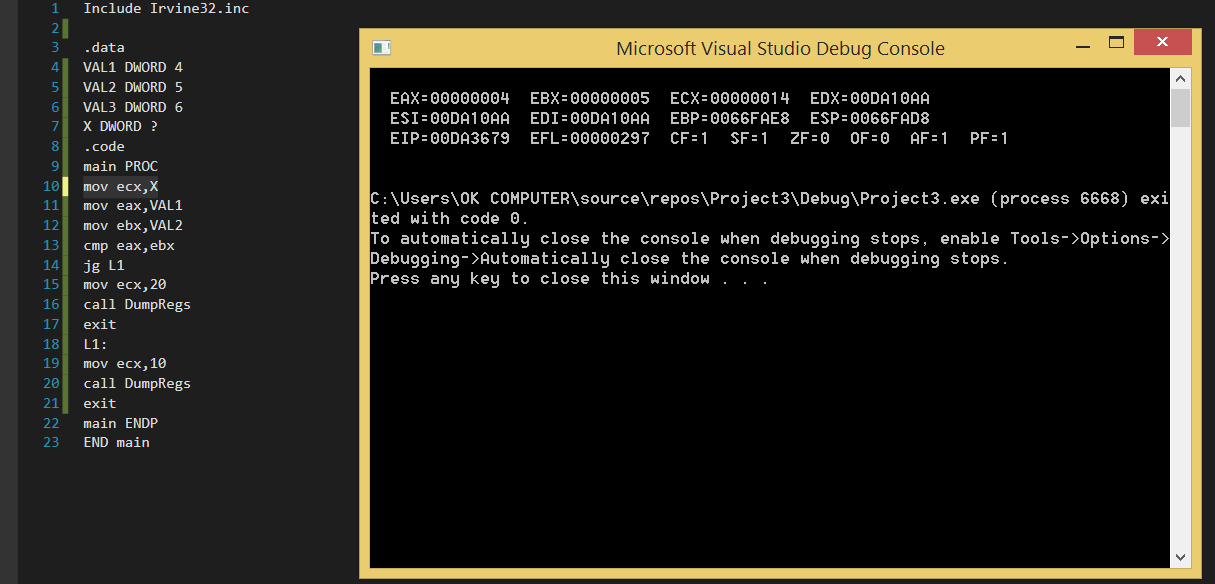 1 Include Irvine32.inc
2
3 .data
4 VAL1 DWORD 4
5 VAL2 DWORD 5
6 VAL3 DWORD 6
7 X DWORD ?
8 .code
9 main PROC
10 mov ecx,X
11 mov eax,VAL1
12 mov ebx,VAL2
13 cmp eax,ebx
14 jg L1
15 mov ecx,20
16 call DumpRegs
17 exit
18 L1:
19 mov ecx,10
20 call DumpRegs
21 exit
22 main ENDP
23 END main
Microsoft Visual Studio Debug Console
EAX=00000004 EBX=00000005 ECX=00000014 EDX=00DA10AA
ESI=00DA10AA EDI=00DA10AA EBP=0066FAE8 ESP=0066FAD8
EIP=00DA3679 EFL=00000297 CF=1 SF=1 ZF=0 OF=0 AF=1 PF=1
C:\Users\OK COMPUTER\source\repos\Project3\Debug\Project3.exe (process 6668) exi
ted with code 0.
To automatically close the console when debugging stops, enable Tools->Options->
Debugging->Automatically close the console when debugging stops.
Press any key to close this window . . .